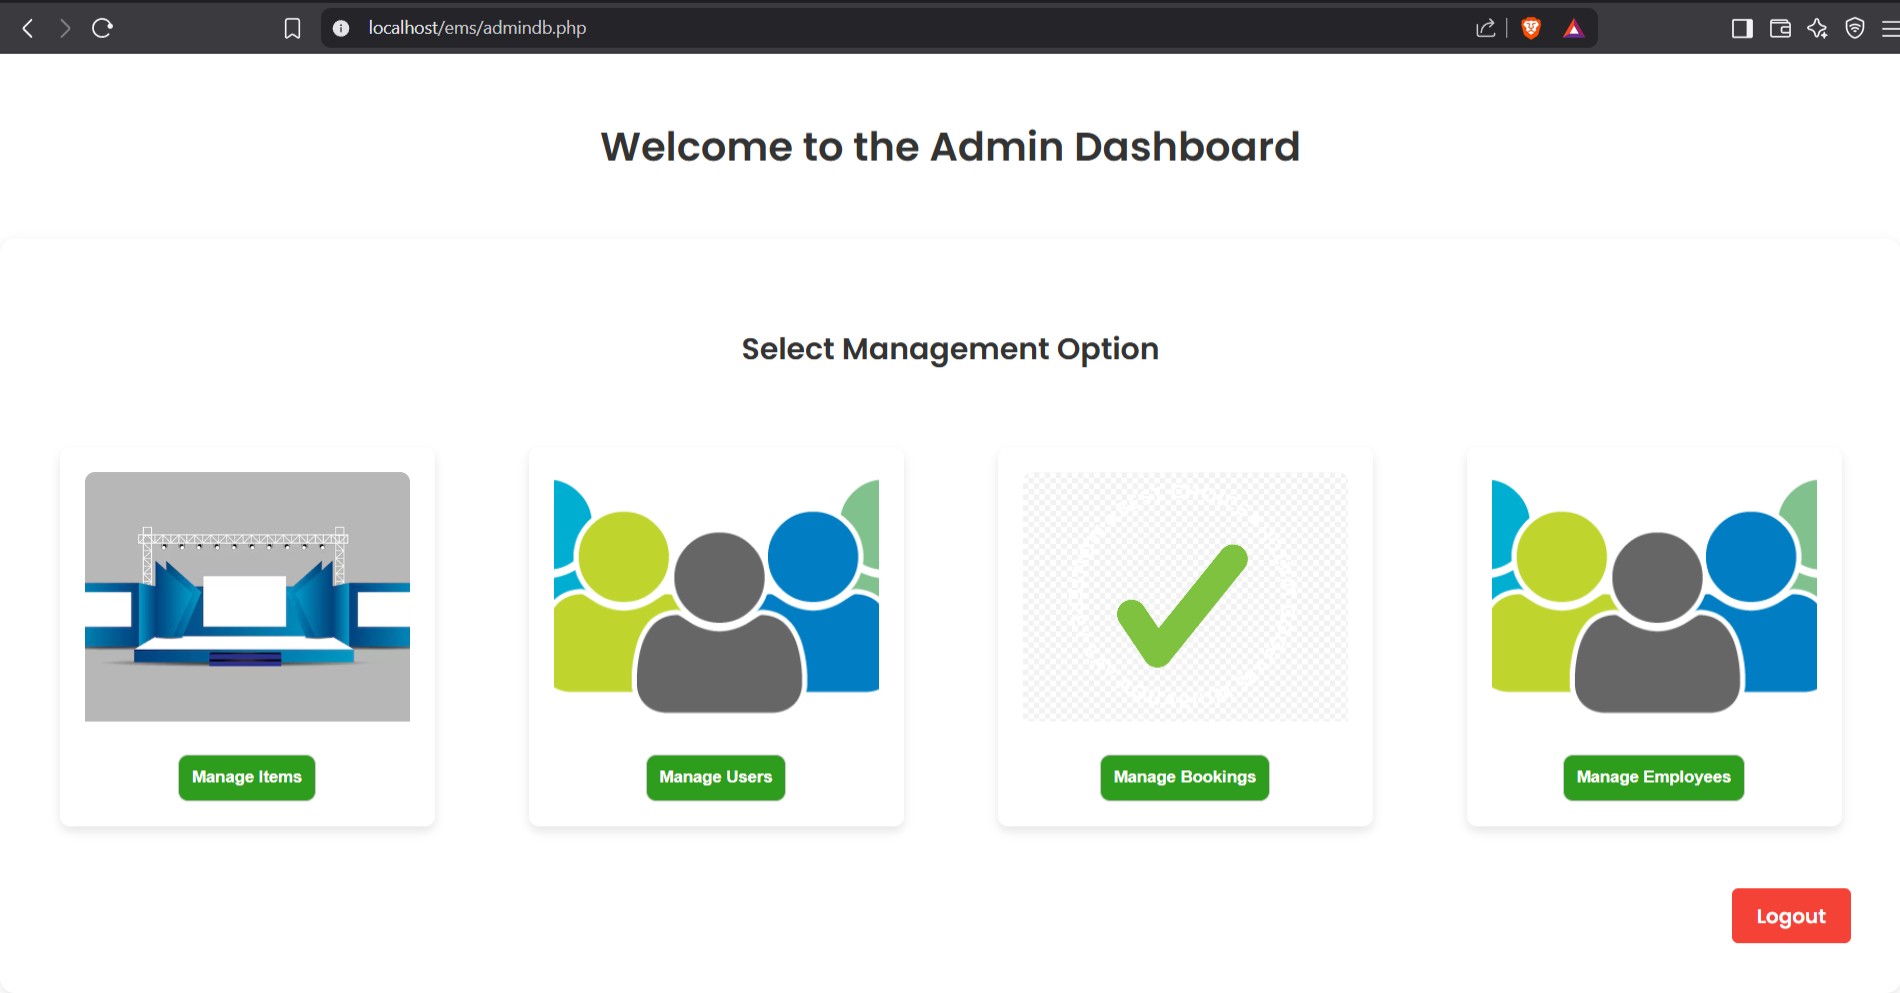 localhost/ems/admindb.php
Welcome to the Admin Dashboard
Select Management Option
Manage Items
Manage Users
Manage Bookings
Manage Employees
Logout